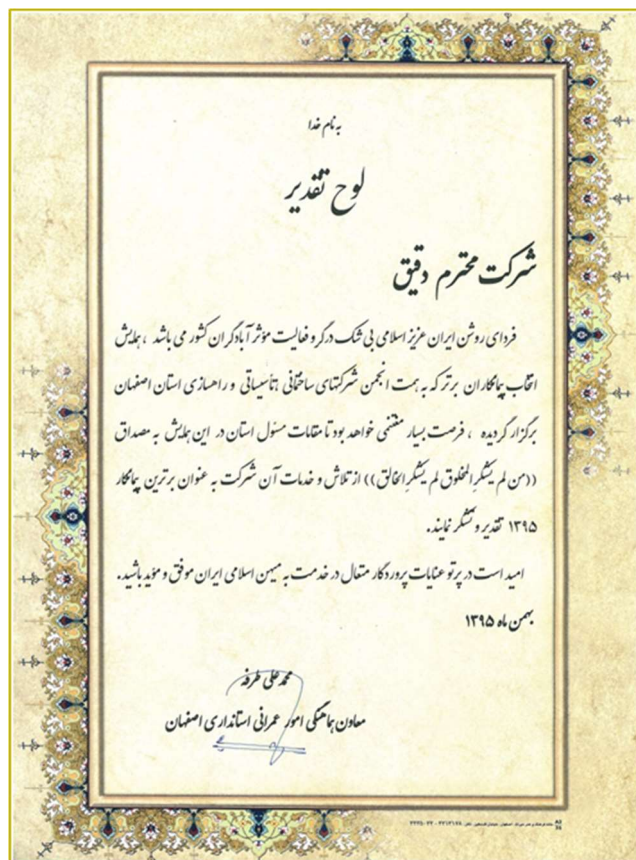 به نام خدا
لوح تقدیر
شرکت محترم دقیق
فردای روشن ایران عزیز اسلامی بی شک درگرو فعالیت مؤثر آبادگران کشور می باشد ، همایش
انتخاب پیمانکاران برتر که به همت انجمن شرکتهای ساختمانی ،تأسیساتی و راهسازی استان اصفهان
برگزار گردیده ، فرصت بسیار مغتنمی خواهد بود تا مقامات مسئول استان در این همایش به مصداق
((من لم یشکر المخلوق لم یشکر الخالق)) از تلاش و خدمات آن شرکت به عنوان برترین پیمانکار
۱۳۹۵ تقدیر و تشکر نمایند.
امید است در پرتو عنایات پروردگار متعال در خدمت به میهن اسلامی ایران موفق و مؤید باشید.
بهمن ماه ۱۳۹۵
محمد علی طرفه
معاون هماهنگی امور عمرانی استانداری اصفهان